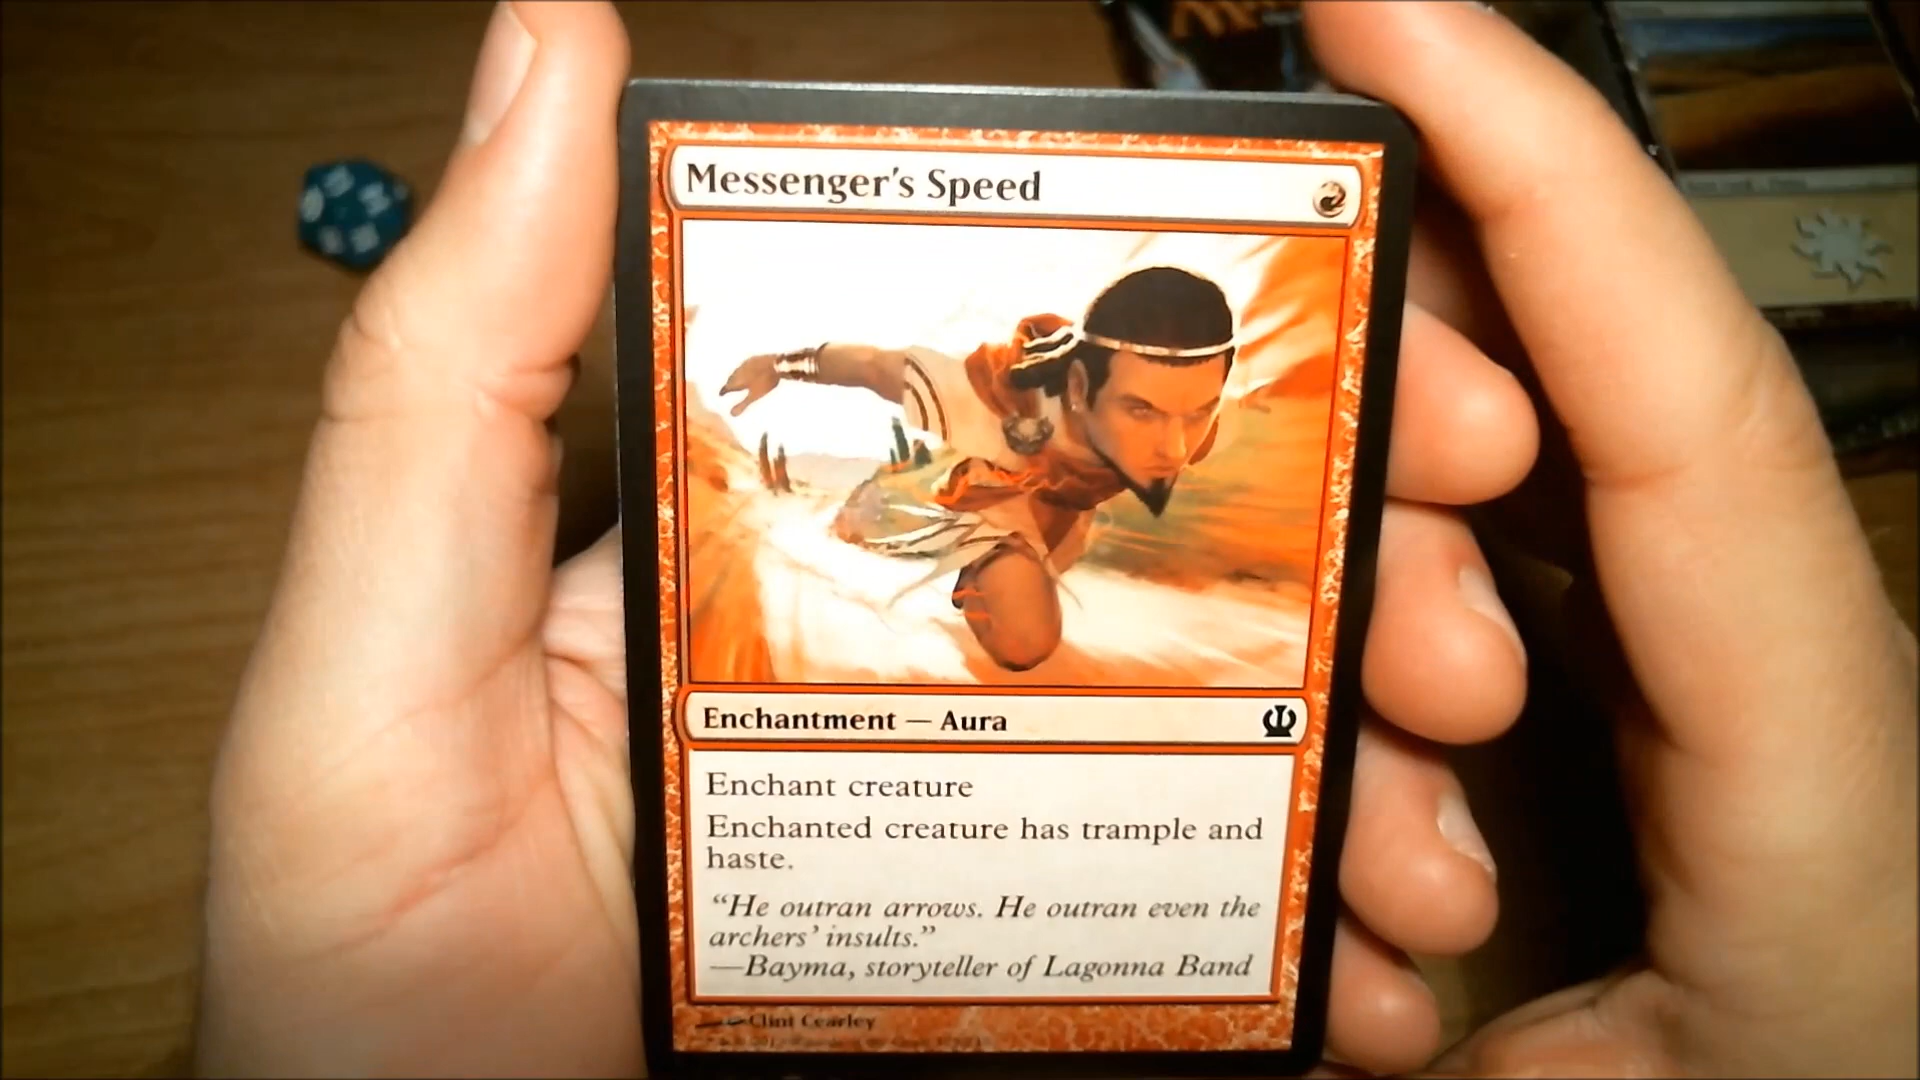 Messenger's Speed
Enchantment — Aura
Enchant creature
Enchanted creature has trample and
haste.
“He outran arrows. He outran even the
archers’ insults.”
—Bayma, storyteller of Lagonna Band
Clint Cearley